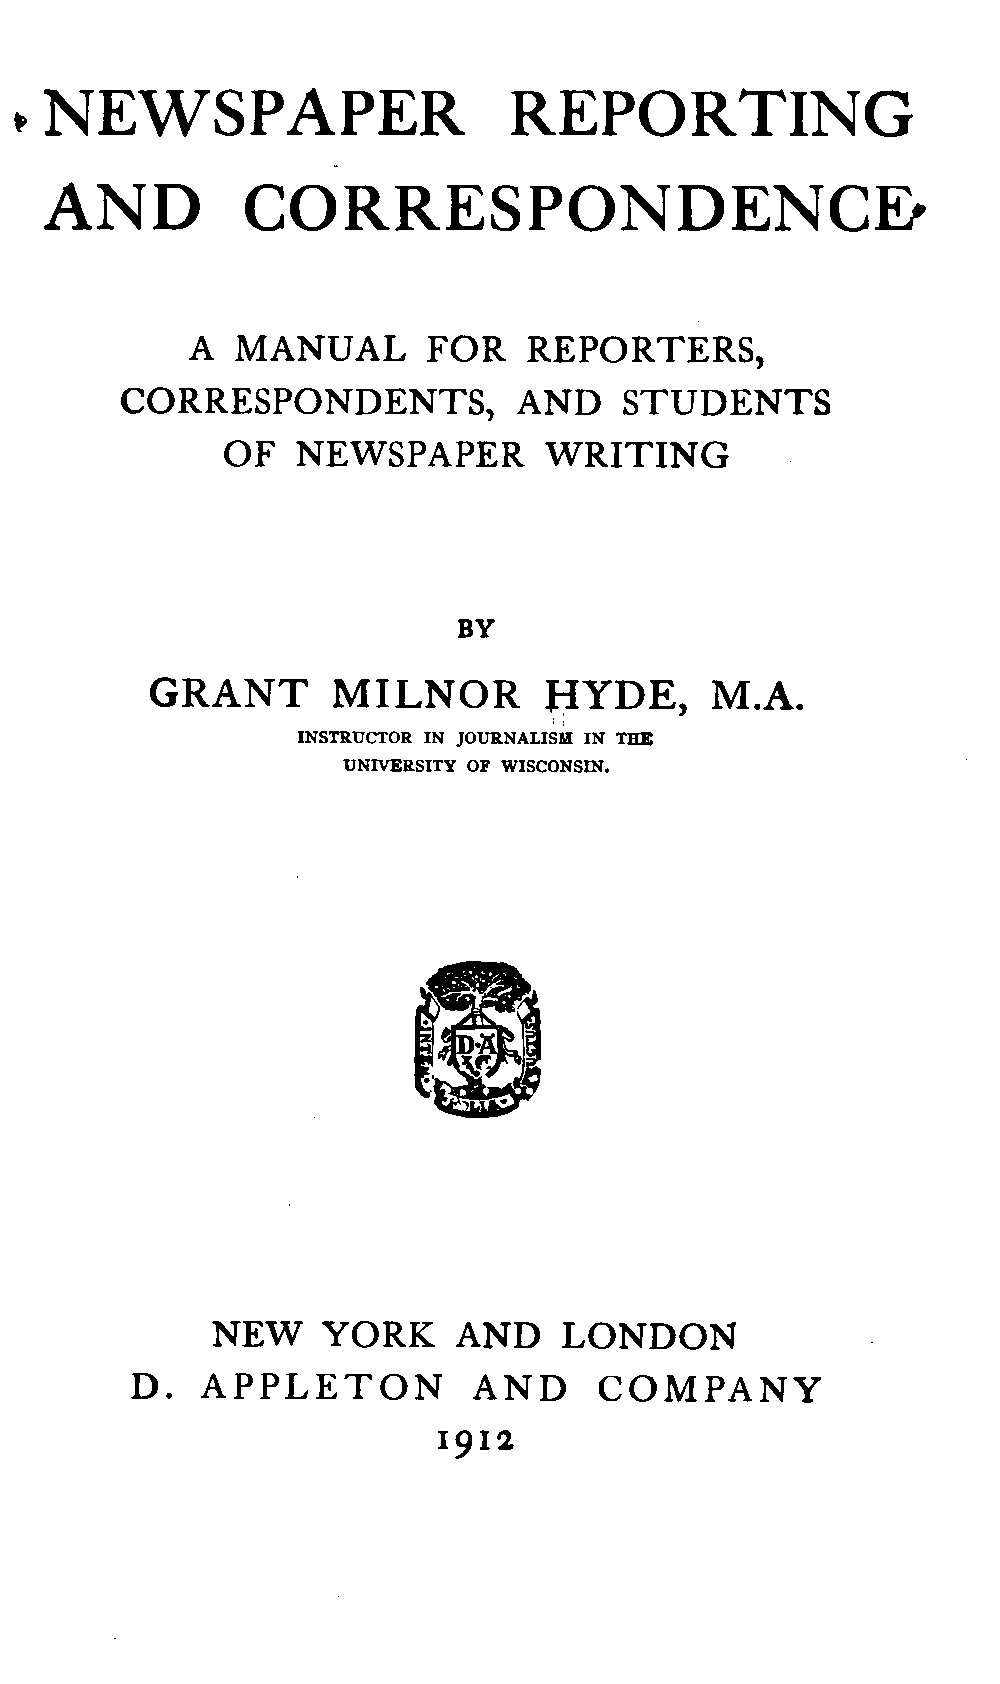 NEWSPAPER REPORTING
AND CORRESPONDENCE
A MANUAL FOR REPORTERS,
CORRESPONDENTS, AND STUDENTS
OF NEWSPAPER WRITING
BY
GRANT MILNOR HYDE, M.A.
INSTRUCTOR IN JOURNALISM IN THE
UNIVERSITY OF WISCONSIN.
D·A
NEW YORK AND LONDON
D. APPLETON AND COMPANY
1912